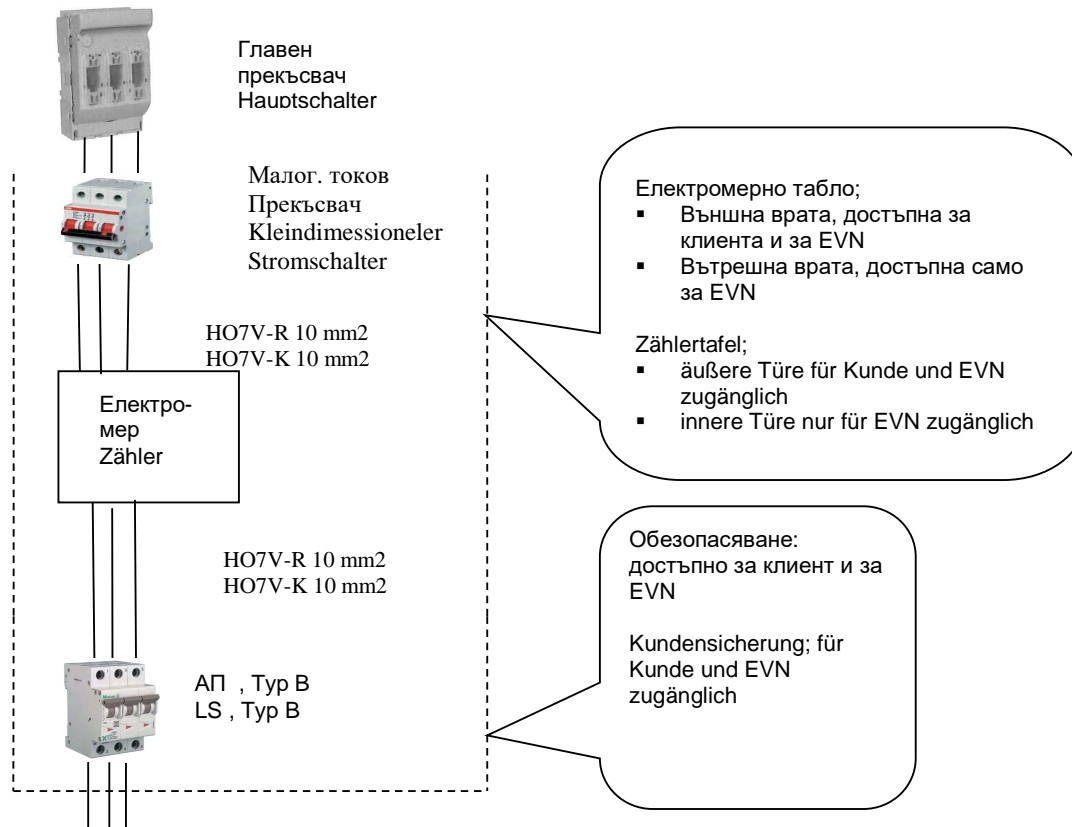 Главен
прекъсвач
Hauptschalter
Малог. токов
Прекъсвач
Kleindimessioneler
Stromschalter
HO7V-R 10 mm2
HO7V-K 10 mm2
Електро-
мер
Zähler
HO7V-R 10 mm2
HO7V-K 10 mm2
АП , Typ B
LS , Typ B
Електромерно табло;
▪ Външна врата, достъпна за
клиента и за EVN
▪ Вътрешна врата, достъпна само
за EVN
Zählertafel;
▪ äußere Türe für Kunde und EVN
zugänglich
▪ innere Türe nur für EVN zugänglich
Обезопасяване:
достъпно за клиент и за
EVN
Kundensicherung; für
Kunde und EVN
zugänglich